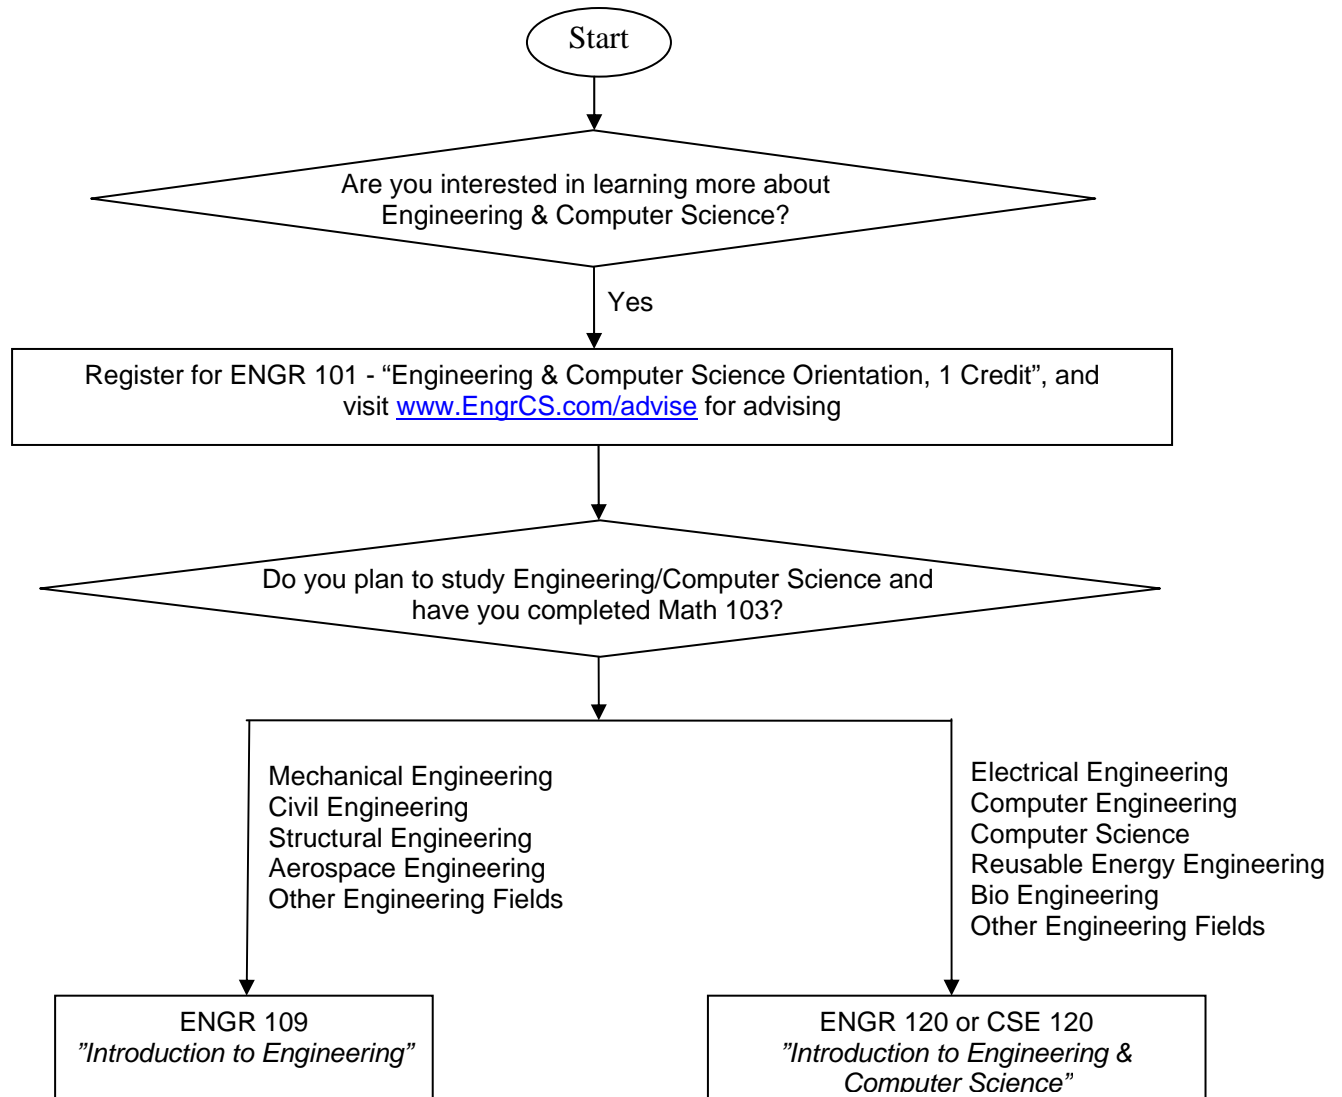 Start
Are you interested in learning more about
Engineering & Computer Science?
Yes
Register for ENGR 101 - “Engineering & Computer Science Orientation, 1 Credit”, and
visit www.EngrCS.com/advise for advising
Do you plan to study Engineering/Computer Science and
have you completed Math 103?
Mechanical Engineering
Civil Engineering
Structural Engineering
Aerospace Engineering
Other Engineering Fields
Electrical Engineering
Computer Engineering
Computer Science
Reusable Energy Engineering
Bio Engineering
Other Engineering Fields
ENGR 109
”Introduction to Engineering”
ENGR 120 or CSE 120
”Introduction to Engineering &
Computer Science”